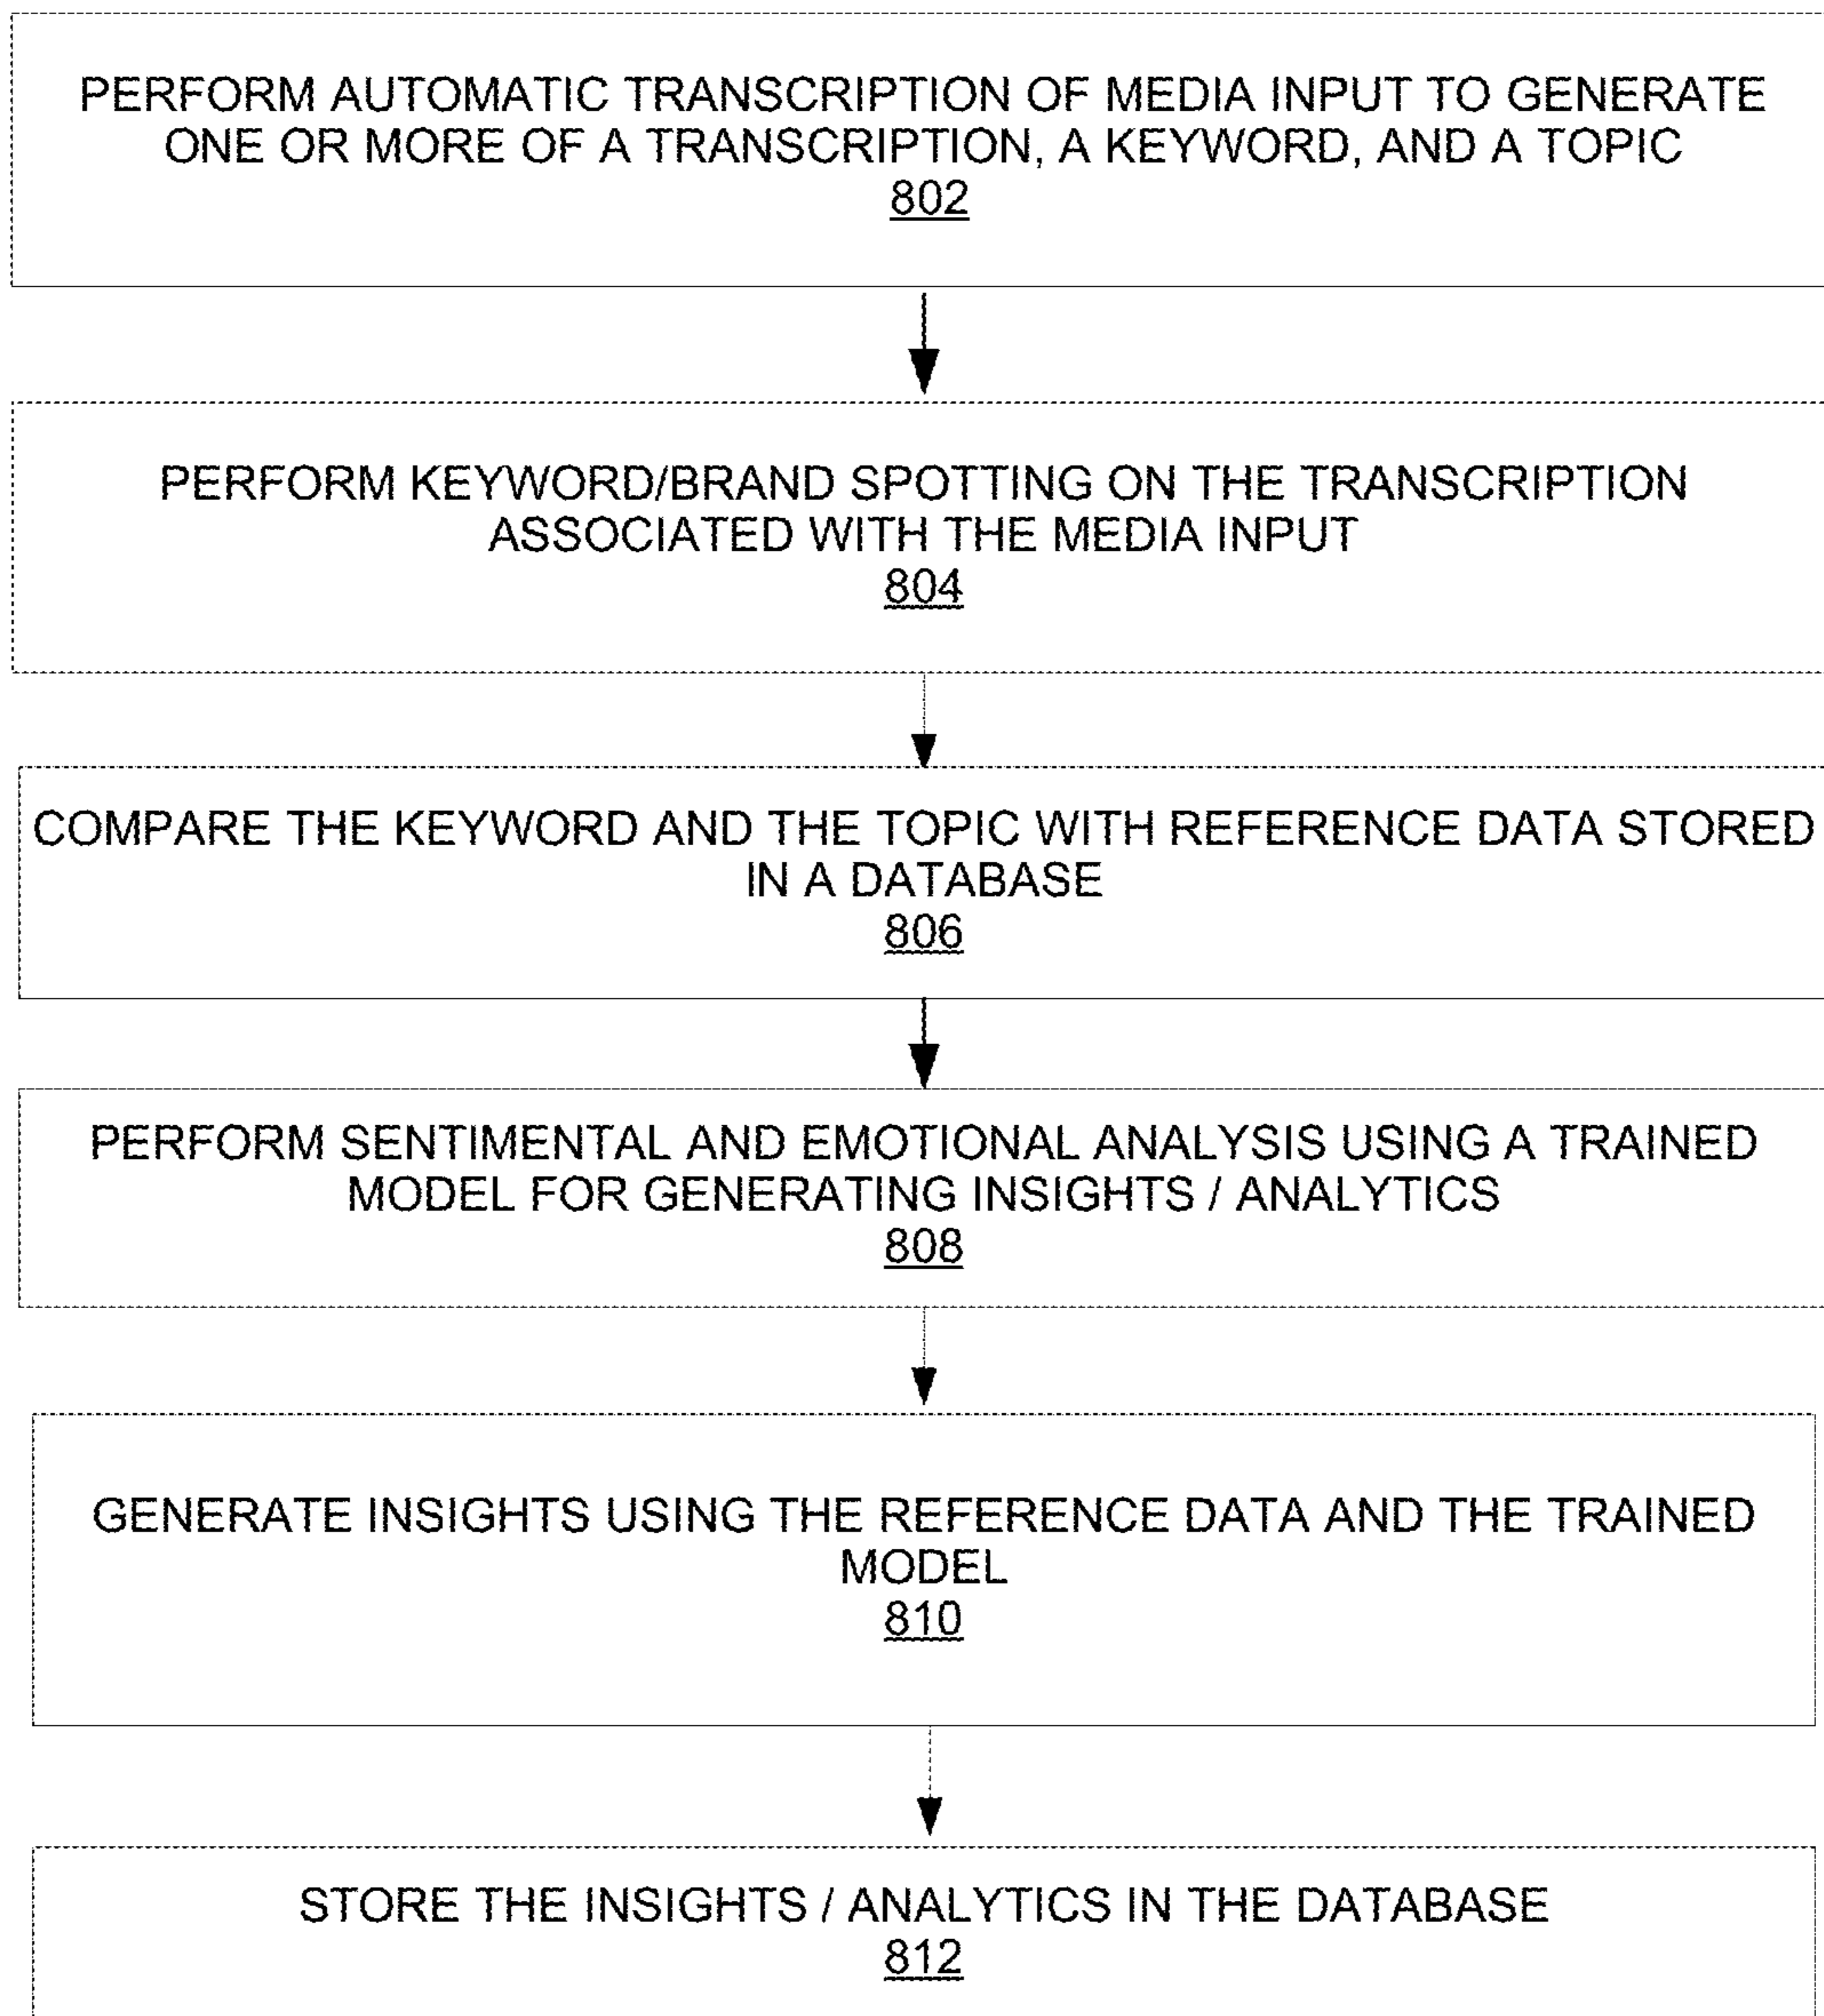 PERFORM AUTOMATIC TRANSCRIPTION OF MEDIA INPUT TO GENERATE
ONE OR MORE OF A TRANSCRIPTION, A KEYWORD, AND A TOPIC
802
PERFORM KEYWORD/BRAND SPOTTING ON THE TRANSCRIPTION
ASSOCIATED WITH THE MEDIA INPUT
804
COMPARE THE KEYWORD AND THE TOPIC WITH REFERENCE DATA STORED
IN A DATABASE
806
PERFORM SENTIMENTAL AND EMOTIONAL ANALYSIS USING A TRAINED
MODEL FOR GENERATING INSIGHTS / ANALYTICS
808
GENERATE INSIGHTS USING THE REFERENCE DATA AND THE TRAINED
MODEL
810
STORE THE INSIGHTS / ANALYTICS IN THE DATABASE
812